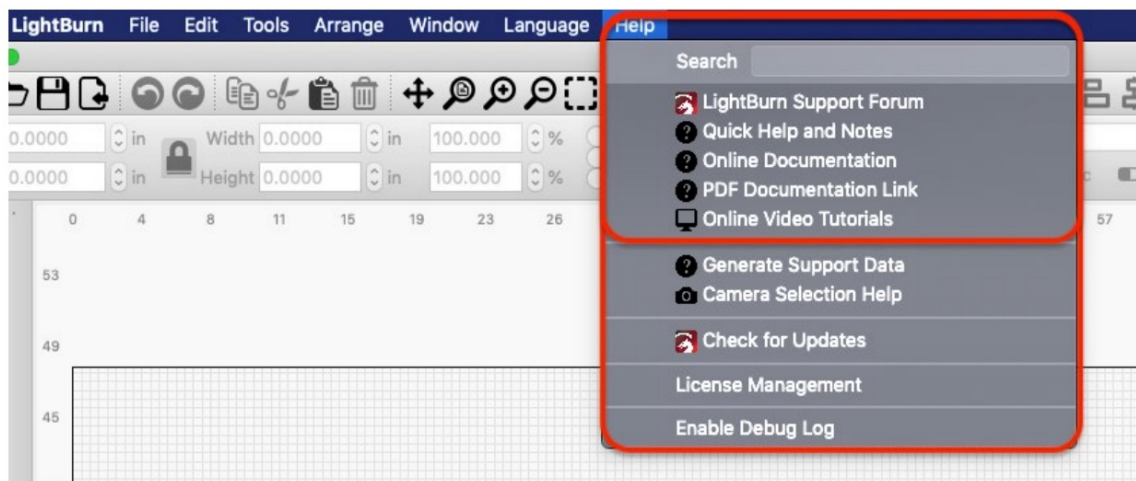 LightBurn File Edit Tools Arrange Window Language Help
Search
0.0000 in Width 0.0000 in 100.000 %
LightBurn Support Forum
Quick Help and Notes
0.0000 in Height 0.0000 in 100.000 %
Online Documentation
PDF Documentation Link
c
Online Video Tutorials
0 4 8 11 15 19 23 26 57
53
Generate Support Data
Camera Selection Help
49
Check for Updates
License Management
45
Enable Debug Log